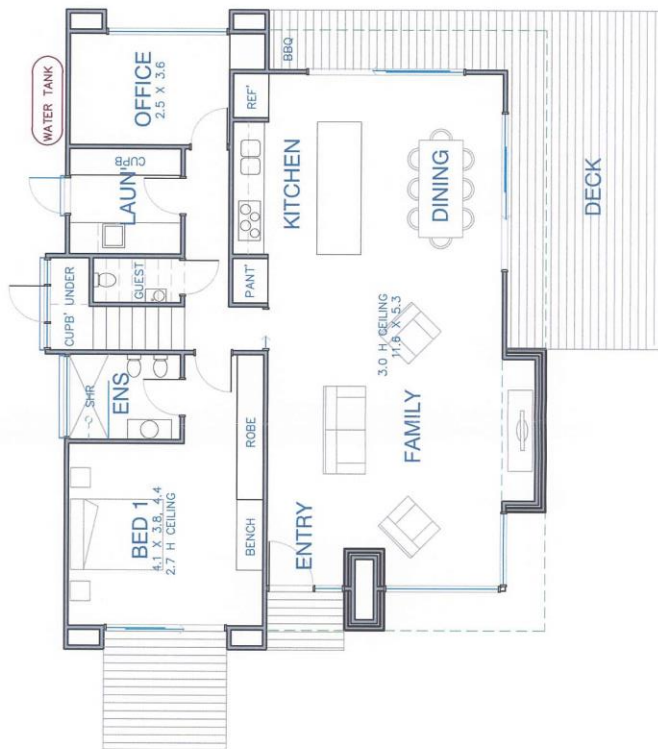 WATER TANK
OFFICE
2.5 X 3.6
BBQ
REF'
CUPB
LAUN'
KITCHEN
DINING
DECK
CUPB' UNDER
GUEST
PANT'
3.0 H CEILING
11.6 X 5.3
SHR
ENS
ROBE
FAMILY
BED 1
4.1 X 3.8, 4.4
2.7 H CEILING
BENCH
ENTRY